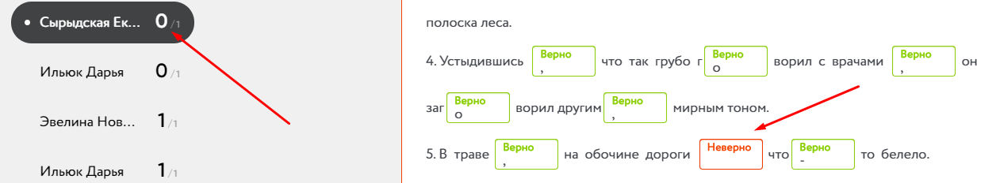 Сырыдская Ек... 0 /1
Ильюк Дарья 0 /1
Эвелина Нов... 1 /1
Ильюк Дарья 1 /1
полоска леса.
4. Устыдившись Верно , что так грубо г Верно о ворил с врачами Верно , он
заг Верно о ворил другим Верно , мирным тоном.
5. В траве Верно , на обочине дороги Неверно что Верно - то белело.